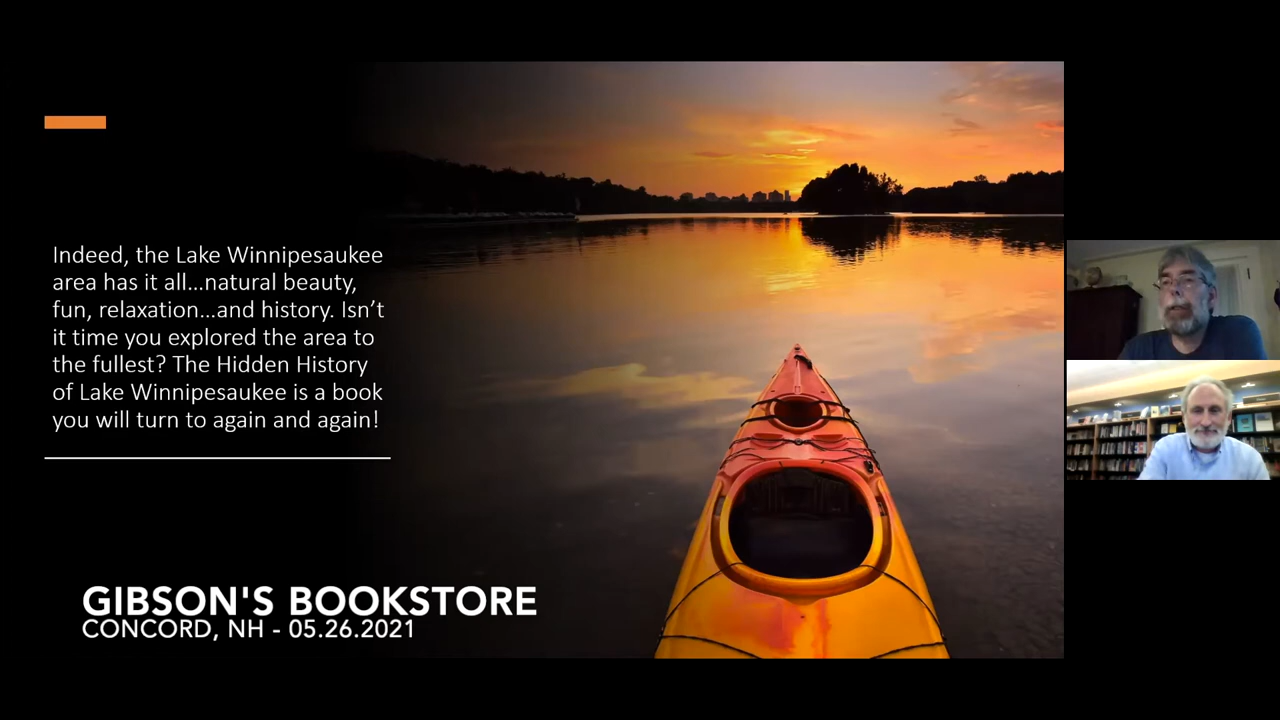 Indeed, the Lake Winnipesaukee
area has it all…natural beauty,
fun, relaxation…and history. Isn’t
it time you explored the area to
the fullest? The Hidden History
of Lake Winnipesaukee is a book
you will turn to again and again!
GIBSON'S BOOKSTORE
CONCORD, NH - 05.26.2021